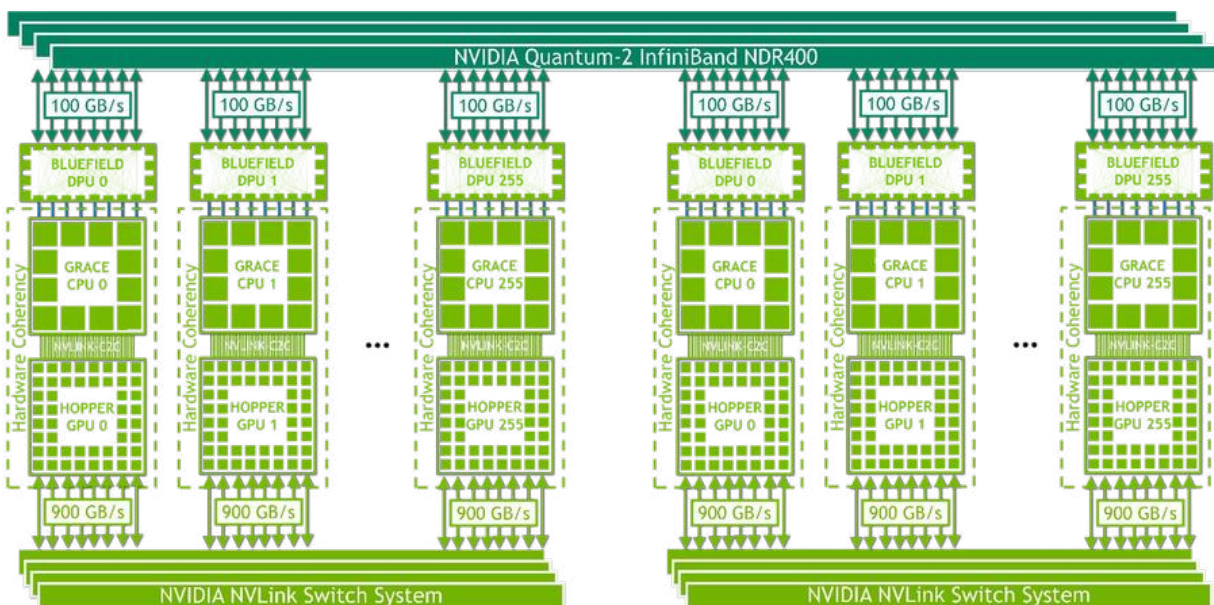 NVIDIA Quantum-2 InfiniBand NDR400
100 GB/s
100 GB/s
100 GB/s
100 GB/s
100 GB/s
100 GB/s
BLUEFIELD
DPU 0
BLUEFIELD
DPU 1
BLUEFIELD
DPU 255
BLUEFIELD
DPU 0
BLUEFIELD
DPU 1
BLUEFIELD
DPU 255
Hardware Coherency
GRACE
CPU 0
Hardware Coherency
GRACE
CPU 1
Hardware Coherency
GRACE
CPU 255
Hardware Coherency
GRACE
CPU 0
Hardware Coherency
GRACE
CPU 1
Hardware Coherency
GRACE
CPU 255
NVLINK-C2C
NVLINK-C2C
...
NVLINK-C2C
NVLINK-C2C
NVLINK-C2C
...
NVLINK-C2C
HOPPER
GPU 0
HOPPER
GPU 1
HOPPER
GPU 255
HOPPER
GPU 0
HOPPER
GPU 1
HOPPER
GPU 255
900 GB/s
900 GB/s
900 GB/s
900 GB/s
900 GB/s
900 GB/s
NVIDIA NVLink Switch System
NVIDIA NVLink Switch System